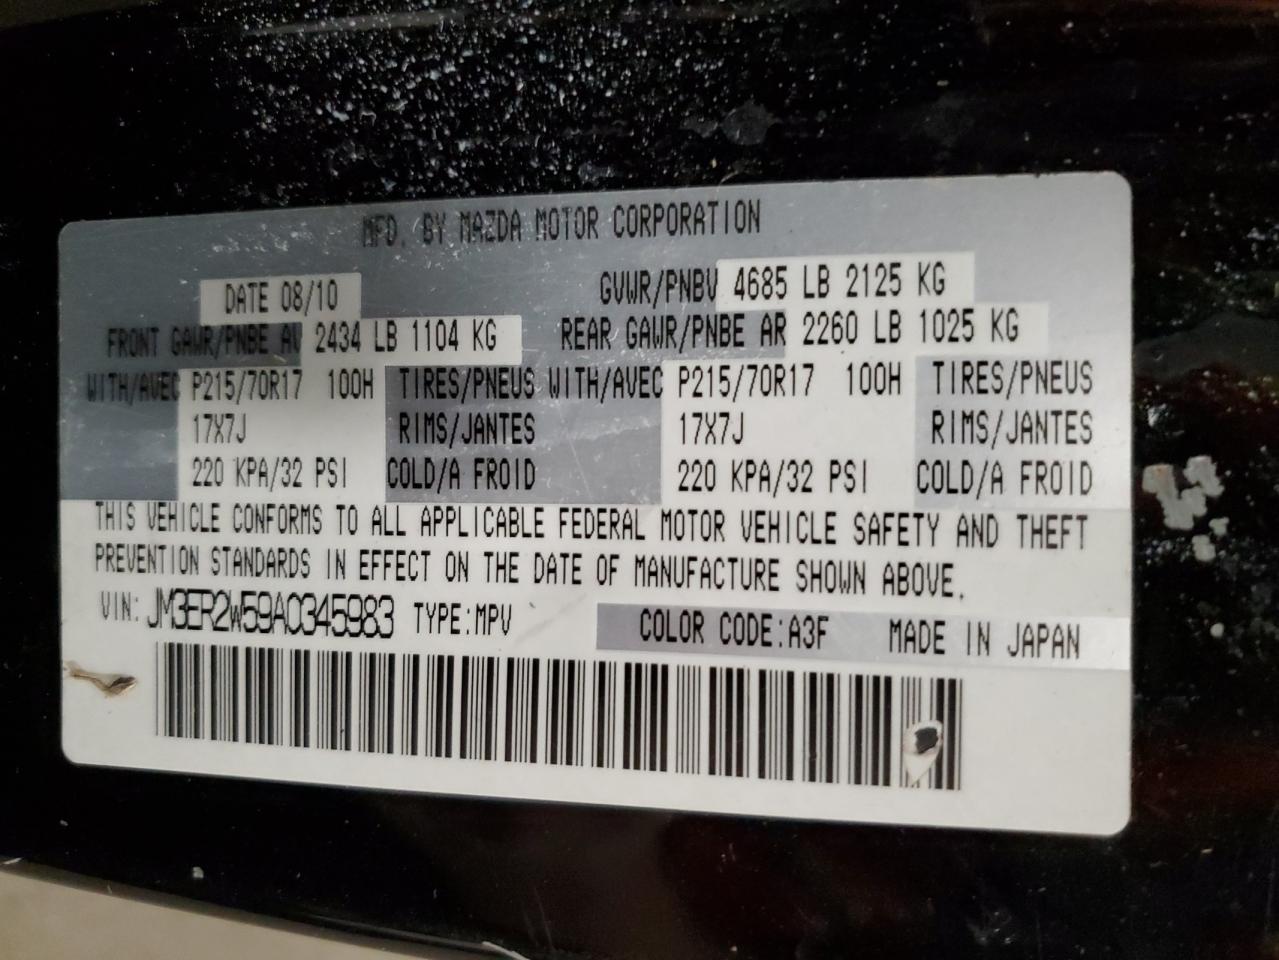 MFD. BY MAZDA MOTOR CORPORATION
DATE 08/10 GVWR/PNBV 4685 LB 2125 KG
FRONT GAWR/PNBE AV 2434 LB 1104 KG REAR GAWR/PNBE AR 2260 LB 1025 KG
WITH/AVEC P215/70R17 100H TIRES/PNEUS WITH/AVEC P215/70R17 100H TIRES/PNEUS
17X7J RIMS/JANTES 17X7J RIMS/JANTES
220 KPA/32 PSI COLD/A FROID 220 KPA/32 PSI COLD/A FROID
THIS VEHICLE CONFORMS TO ALL APPLICABLE FEDERAL MOTOR VEHICLE SAFETY AND THEFT
PREVENTION STANDARDS IN EFFECT ON THE DATE OF MANUFACTURE SHOWN ABOVE.
VIN: JM3ER2W59A0345983 TYPE:MPV COLOR CODE:A3F MADE IN JAPAN